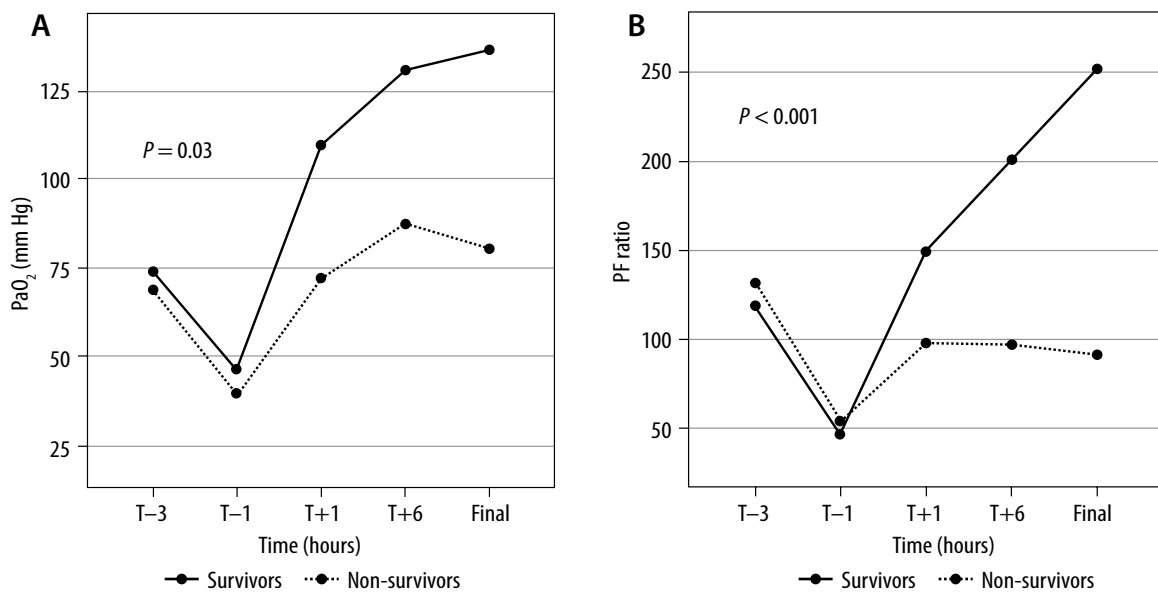 A
125
100
75
50
25
PaO₂ (mm Hg)
P = 0.03
T−3 T−1 T+1 T+6 Final
Time (hours)
Survivors Non-survivors
B
250
200
150
100
50
PF ratio
P < 0.001
T−3 T−1 T+1 T+6 Final
Time (hours)
Survivors Non-survivors